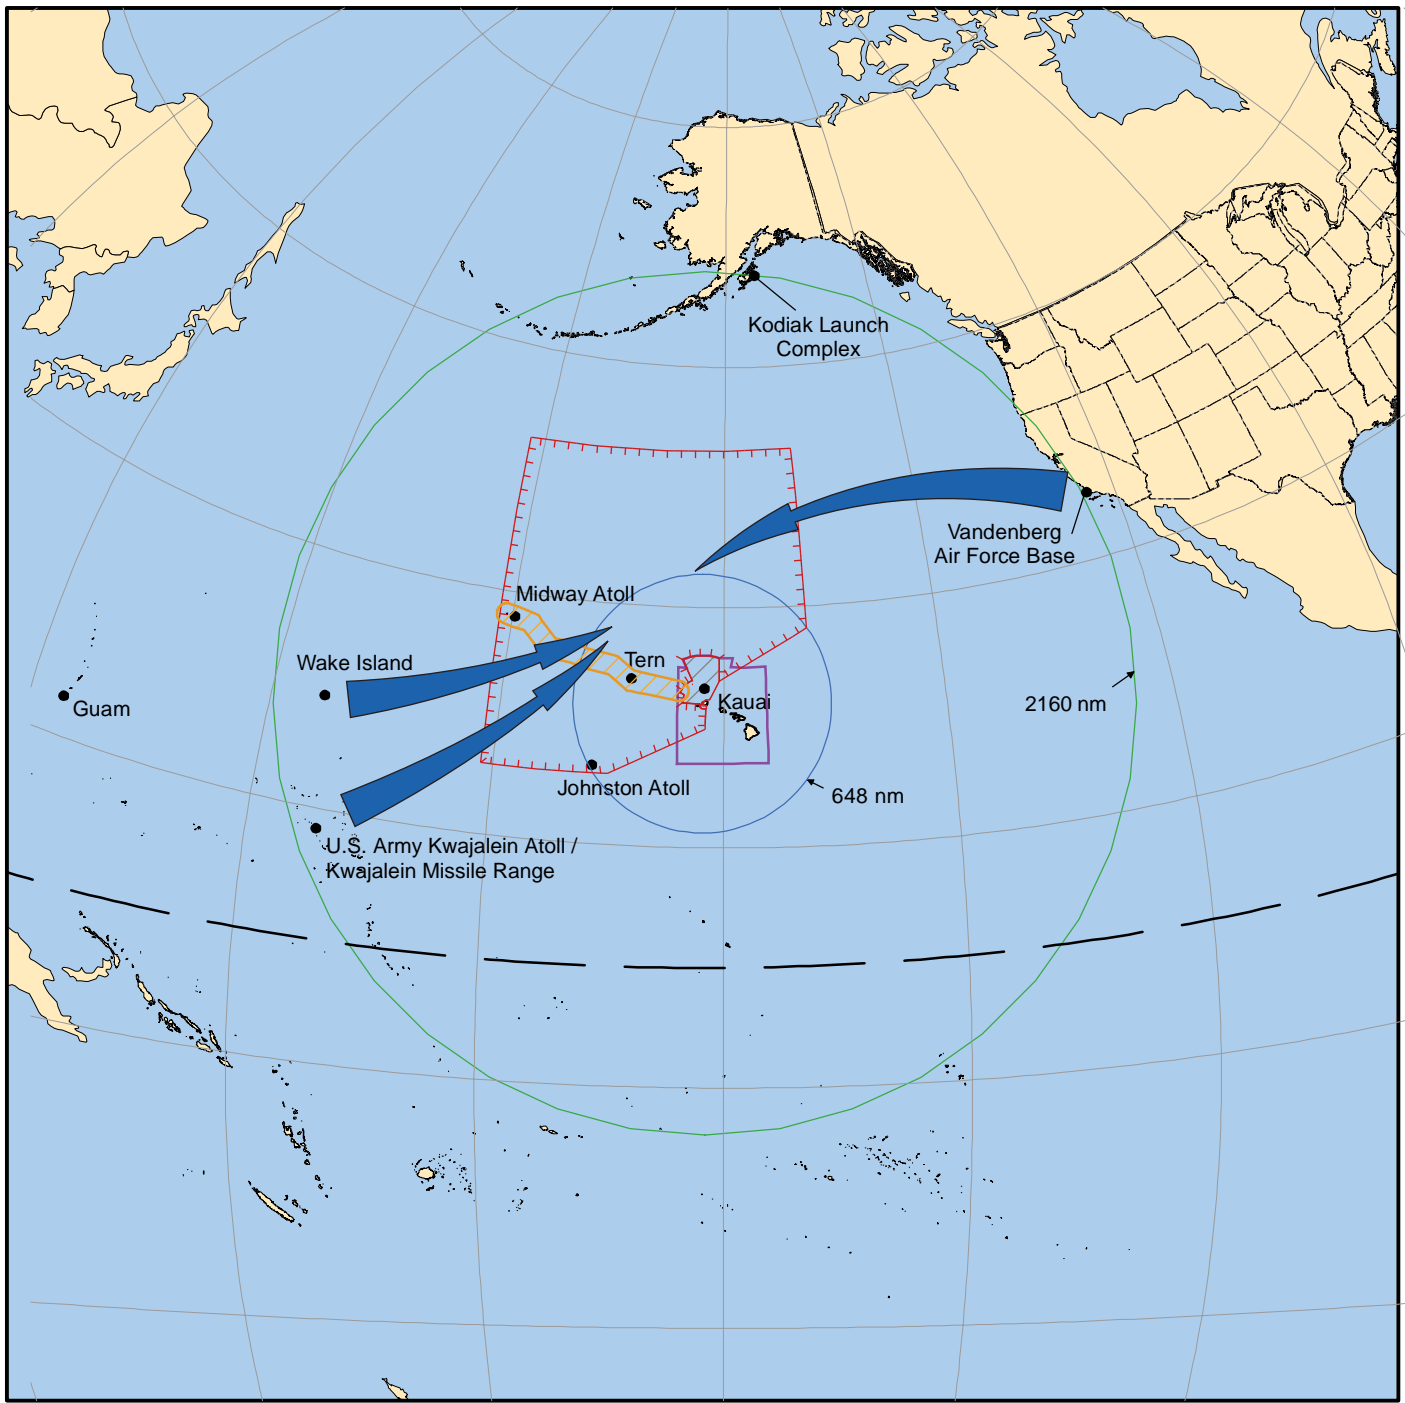 Kodiak Launch
Complex
Vandenberg
Air Force Base
Midway Atoll
Tern
Wake Island
Guam
Kauai
2160 nm
Johnston Atoll
648 nm
U.S. Army Kwajalein Atoll /
Kwajalein Missile Range